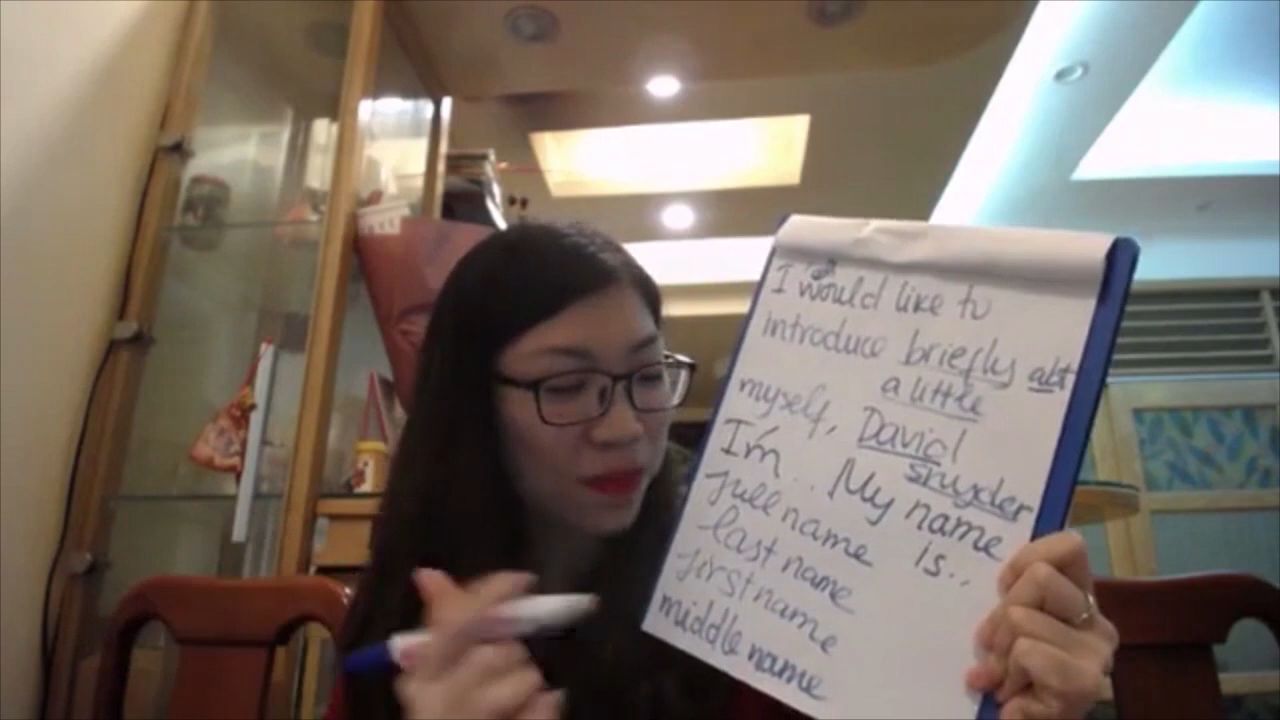 I would like to
introduce briefly abt
a little
myself, David
Snyder
I'm ... My name
is...
full name
last name
first name
middle name